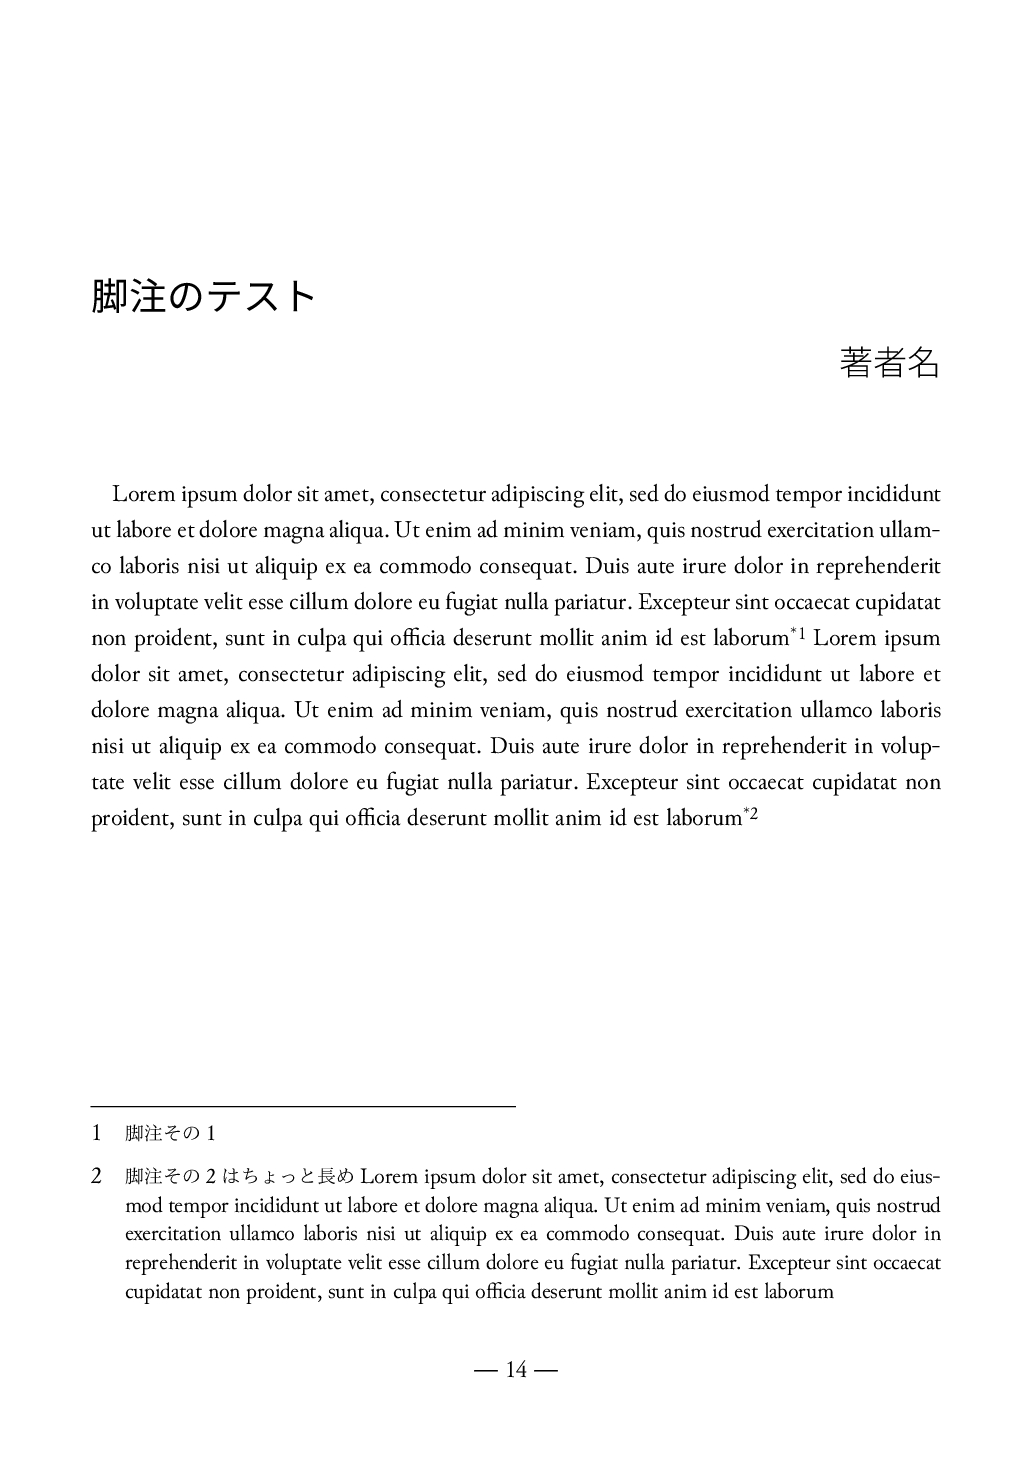 脚注のテスト
著者名
Lorem ipsum dolor sit amet, consectetur adipiscing elit, sed do eiusmod tempor incididunt
ut labore et dolore magna aliqua. Ut enim ad minim veniam, quis nostrud exercitation ullam-
co laboris nisi ut aliquip ex ea commodo consequat. Duis aute irure dolor in reprehenderit
in voluptate velit esse cillum dolore eu fugiat nulla pariatur. Excepteur sint occaecat cupidatat
non proident, sunt in culpa qui officia deserunt mollit anim id est laborum*1 Lorem ipsum
dolor sit amet, consectetur adipiscing elit, sed do eiusmod tempor incididunt ut labore et
dolore magna aliqua. Ut enim ad minim veniam, quis nostrud exercitation ullamco laboris
nisi ut aliquip ex ea commodo consequat. Duis aute irure dolor in reprehenderit in volup-
tate velit esse cillum dolore eu fugiat nulla pariatur. Excepteur sint occaecat cupidatat non
proident, sunt in culpa qui officia deserunt mollit anim id est laborum*2
1 脚注その 1
2 脚注その 2 はちょっと長め Lorem ipsum dolor sit amet, consectetur adipiscing elit, sed do eius-
mod tempor incididunt ut labore et dolore magna aliqua. Ut enim ad minim veniam, quis nostrud
exercitation ullamco laboris nisi ut aliquip ex ea commodo consequat. Duis aute irure dolor in
reprehenderit in voluptate velit esse cillum dolore eu fugiat nulla pariatur. Excepteur sint occaecat
cupidatat non proident, sunt in culpa qui officia deserunt mollit anim id est laborum
— 14 —